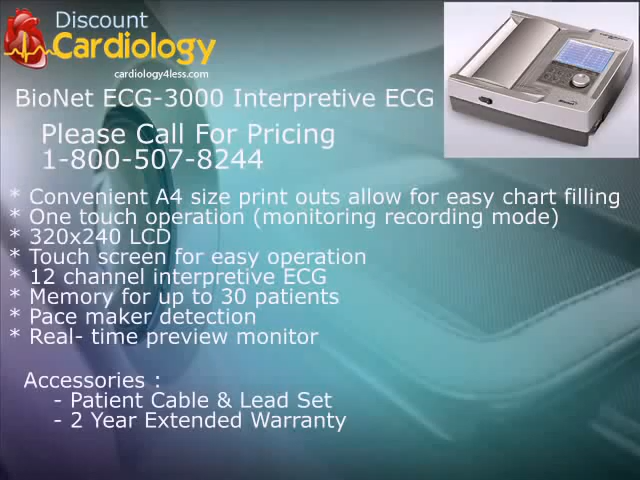 Discount
Cardiology
cardiology4less.com
BioNet ECG-3000 Interpretive ECG
Please Call For Pricing
1-800-507-8244
* Convenient A4 size print outs allow for easy chart filling
* One touch operation (monitoring recording mode)
* 320x240 LCD
* Touch screen for easy operation
* 12 channel interpretive ECG
* Memory for up to 30 patients
* Pace maker detection
* Real- time preview monitor
Accessories :
- Patient Cable & Lead Set
- 2 Year Extended Warranty